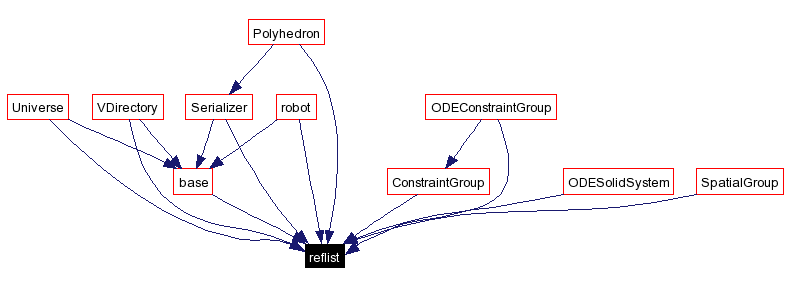 Polyhedron
Universe
VDirectory
Serializer
robot
ODEConstraintGroup
base
ConstraintGroup
ODESolidSystem
SpatialGroup
reflist